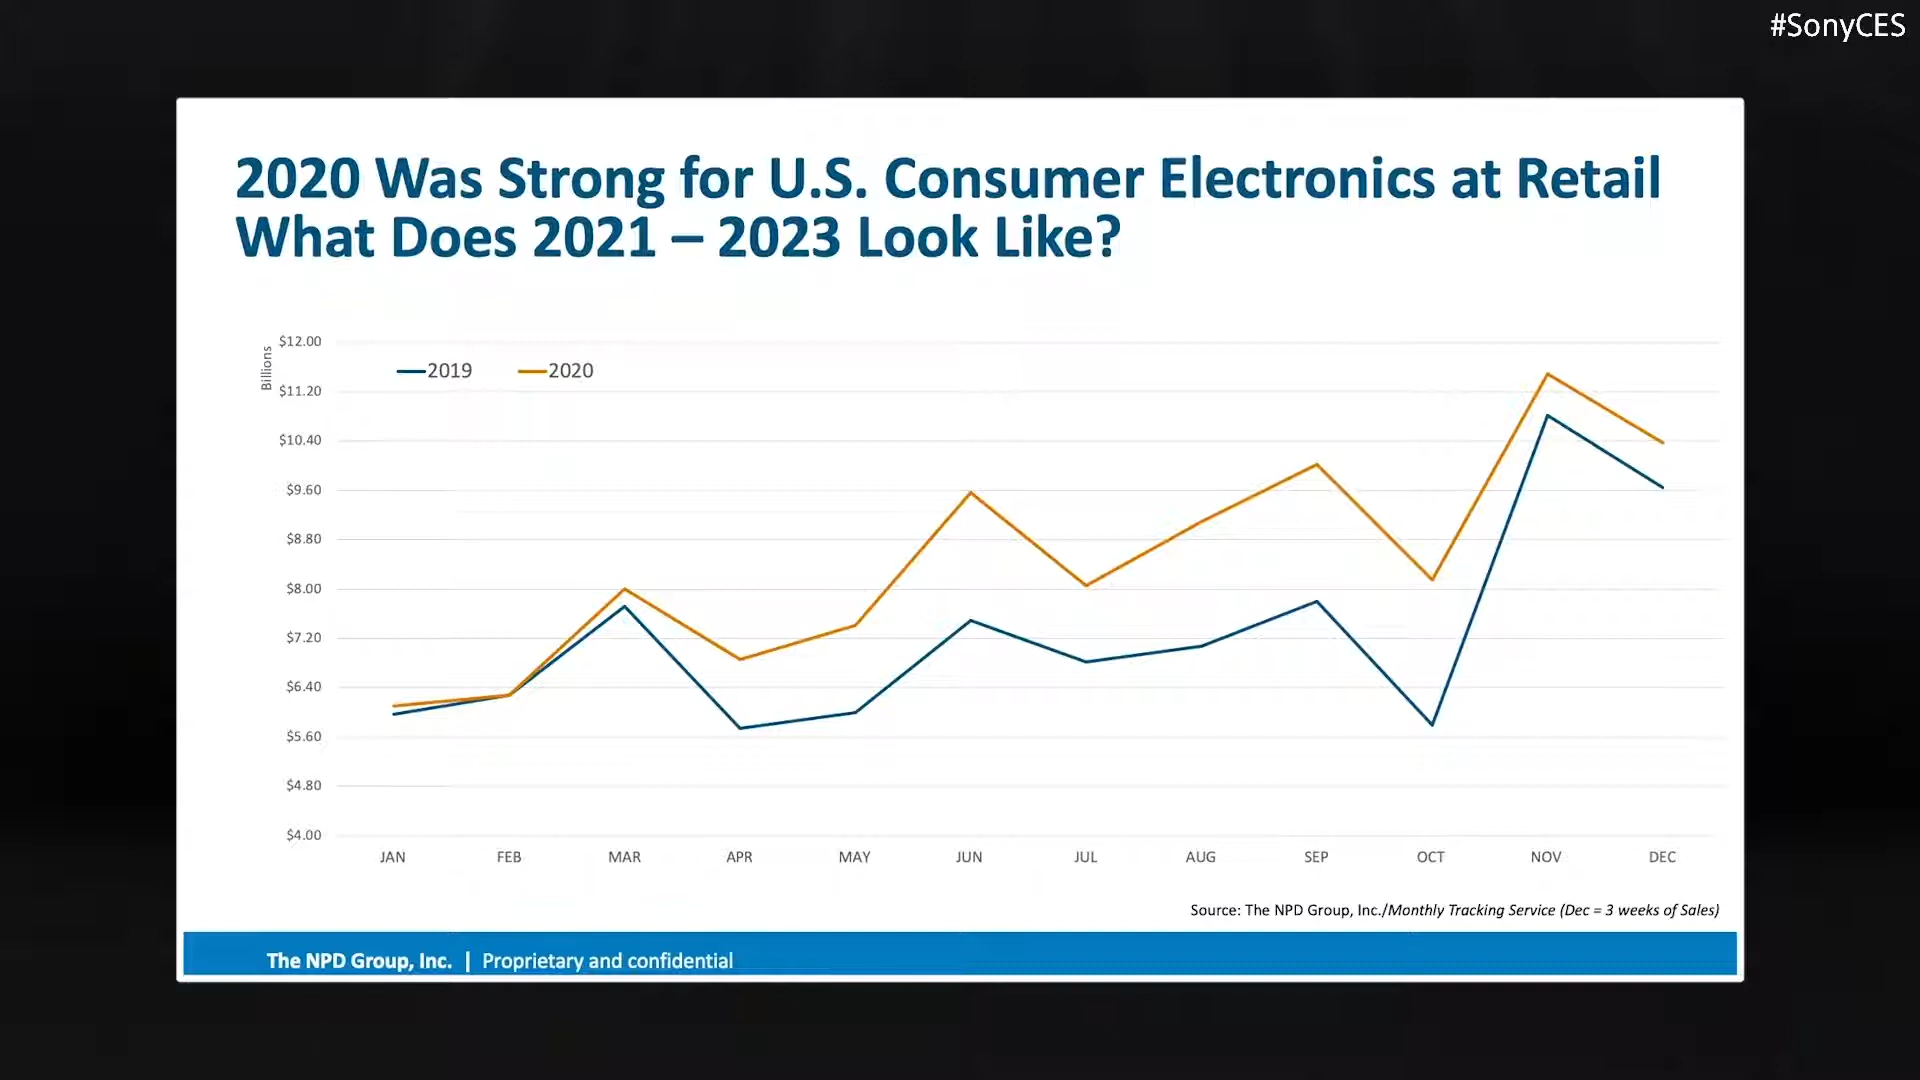 #SonyCES
2020 Was Strong for U.S. Consumer Electronics at Retail
What Does 2021 – 2023 Look Like?
Billions
$12.00
$11.20
$10.40
$9.60
$8.80
$8.00
$7.20
$6.40
$5.60
$4.80
$4.00
2019 2020
JAN FEB MAR APR MAY JUN JUL AUG SEP OCT NOV DEC
Source: The NPD Group, Inc./Monthly Tracking Service (Dec = 3 weeks of Sales)
The NPD Group, Inc. | Proprietary and confidential